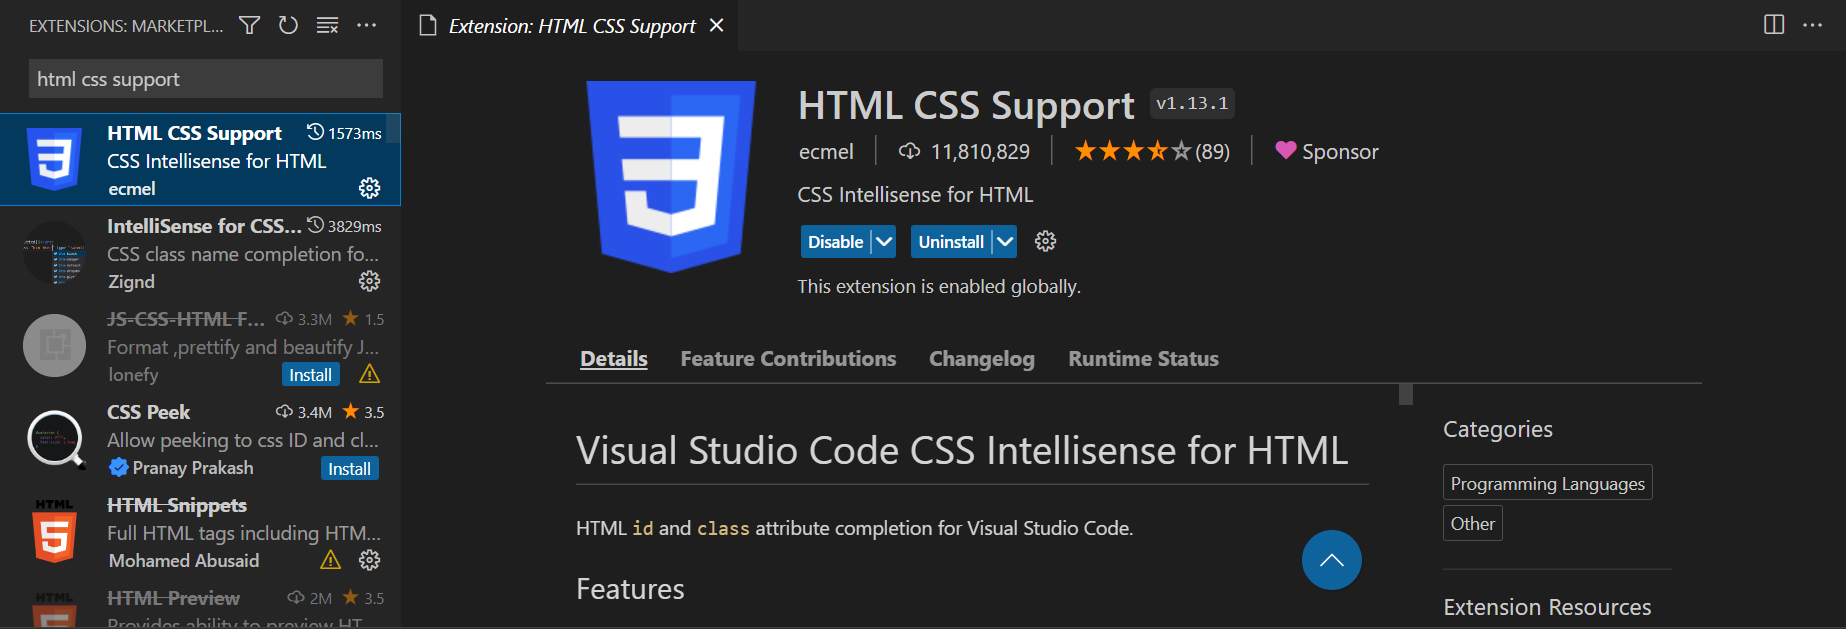 EXTENSIONS: MARKETPL...
html css support
HTML CSS Support 1573ms
CSS Intellisense for HTML
ecmel
IntelliSense for CSS... 3829ms
CSS class name completion fo...
Zignd
JS-CSS-HTML F... 3.3M 1.5
Format ,prettify and beautify J...
lonefy Install
CSS Peek 3.4M 3.5
Allow peeking to css ID and cl...
Pranay Prakash Install
HTML Snippets
Full HTML tags including HTM...
Mohamed Abusaid
HTML Preview 2M 3.5
Provides ability to preview HT...
Extension: HTML CSS Support
HTML CSS Support v1.13.1
ecmel 11,810,829 (89) Sponsor
CSS Intellisense for HTML
Disable Uninstall
This extension is enabled globally.
Details Feature Contributions Changelog Runtime Status
Visual Studio Code CSS Intellisense for HTML
HTML id and class attribute completion for Visual Studio Code.
Features
Categories
Programming Languages
Other
Extension Resources